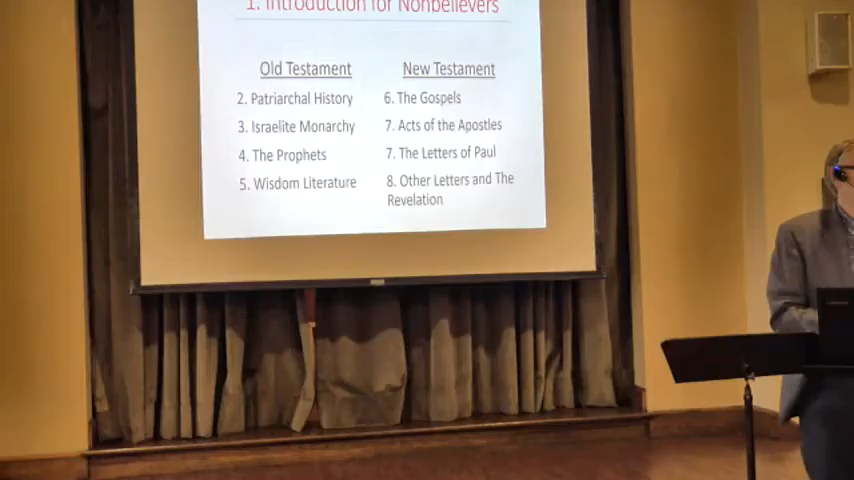 1. Introduction for Nonbelievers
Old Testament
2. Patriarchal History
3. Israelite Monarchy
4. The Prophets
5. Wisdom Literature
New Testament
6. The Gospels
7. Acts of the Apostles
7. The Letters of Paul
8. Other Letters and The
Revelation